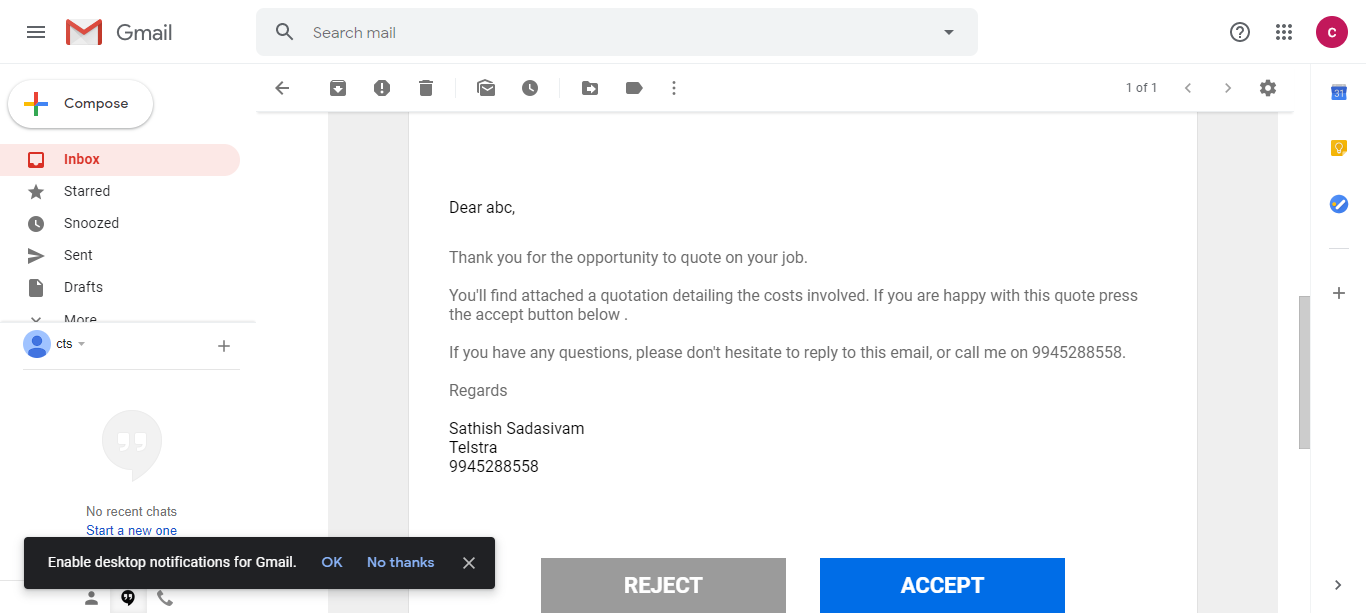 Gmail
Search mail
C
Compose
1 of 1
31
Inbox
Starred
Snoozed
Sent
Drafts
More
cts
No recent chats
Start a new one
Enable desktop notifications for Gmail. OK No thanks
Dear abc,
Thank you for the opportunity to quote on your job.
You'll find attached a quotation detailing the costs involved. If you are happy with this quote press
the accept button below .
If you have any questions, please don't hesitate to reply to this email, or call me on 9945288558.
Regards
Sathish Sadasivam
Telstra
9945288558
REJECT ACCEPT